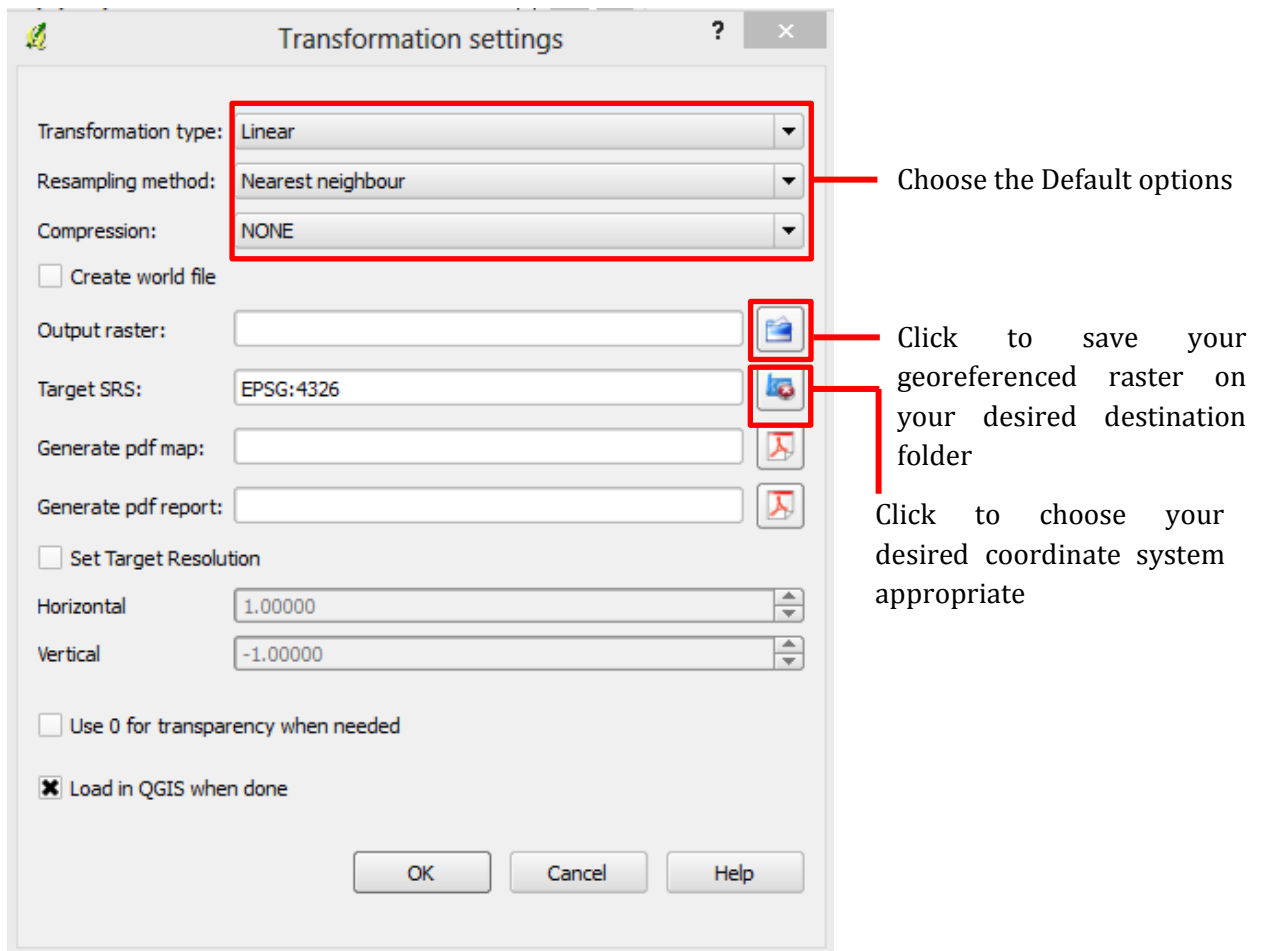 Transformation settings
?
×
Transformation type:
Linear
Resampling method:
Nearest neighbour
Compression:
NONE
Create world file
Output raster:
Target SRS:
EPSG:4326
Generate pdf map:
Generate pdf report:
Set Target Resolution
Horizontal
1.00000
Vertical
-1.00000
Use 0 for transparency when needed
Load in QGIS when done
OK
Cancel
Help
Choose the Default options
Click to save your
georeferenced raster on
your desired destination
folder
Click to choose your
desired coordinate system
appropriate